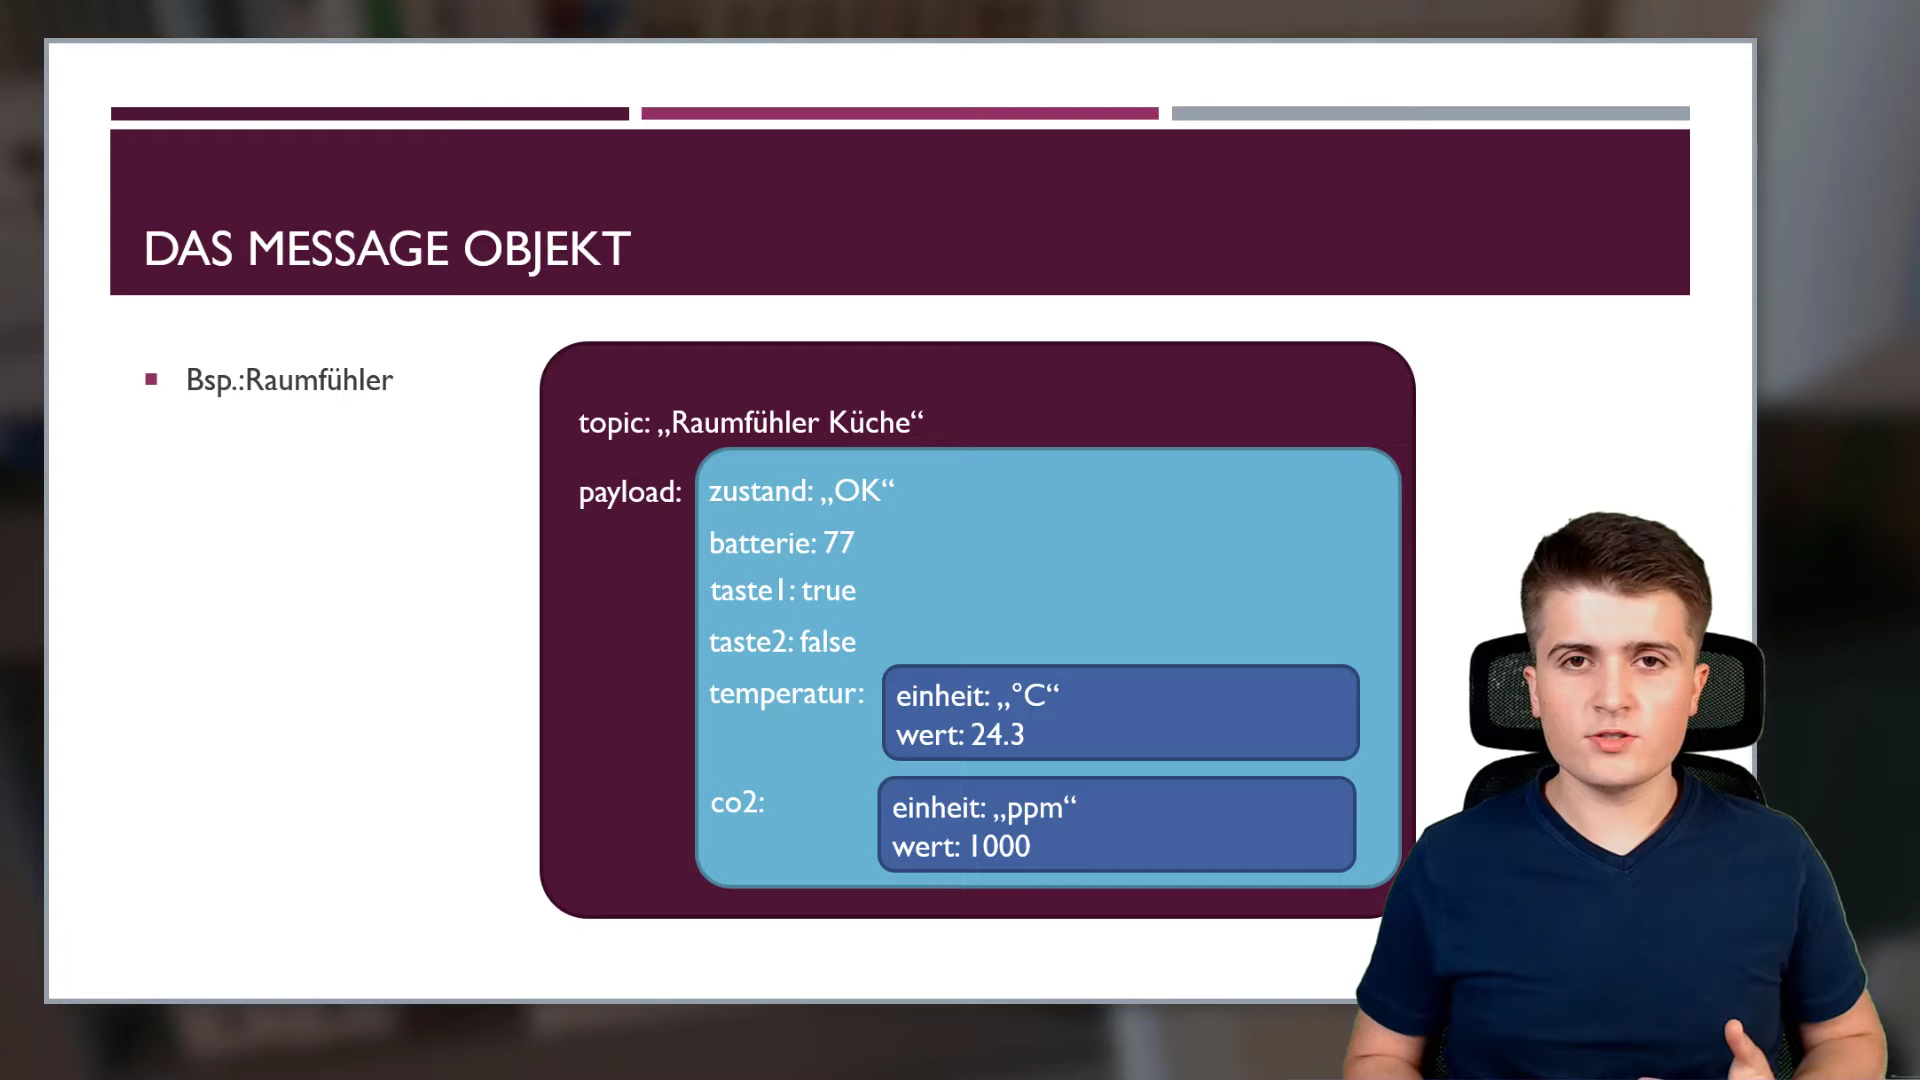 DAS MESSAGE OBJEKT
Bsp.:Raumfühler
topic: „Raumfühler Küche“
payload:
zustand: „OK“
batterie: 77
taste1: true
taste2: false
temperatur:
einheit: „°C“
wert: 24.3
co2:
einheit: „ppm“
wert: 1000